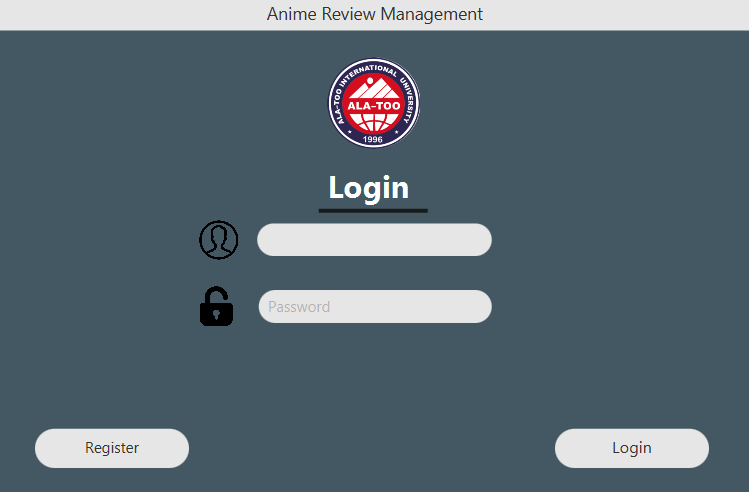 Anime Review Management
ALA-TOO INTERNATIONAL UNIVERSITY
ALA-TOO
1996
Login
Password
Register
Login